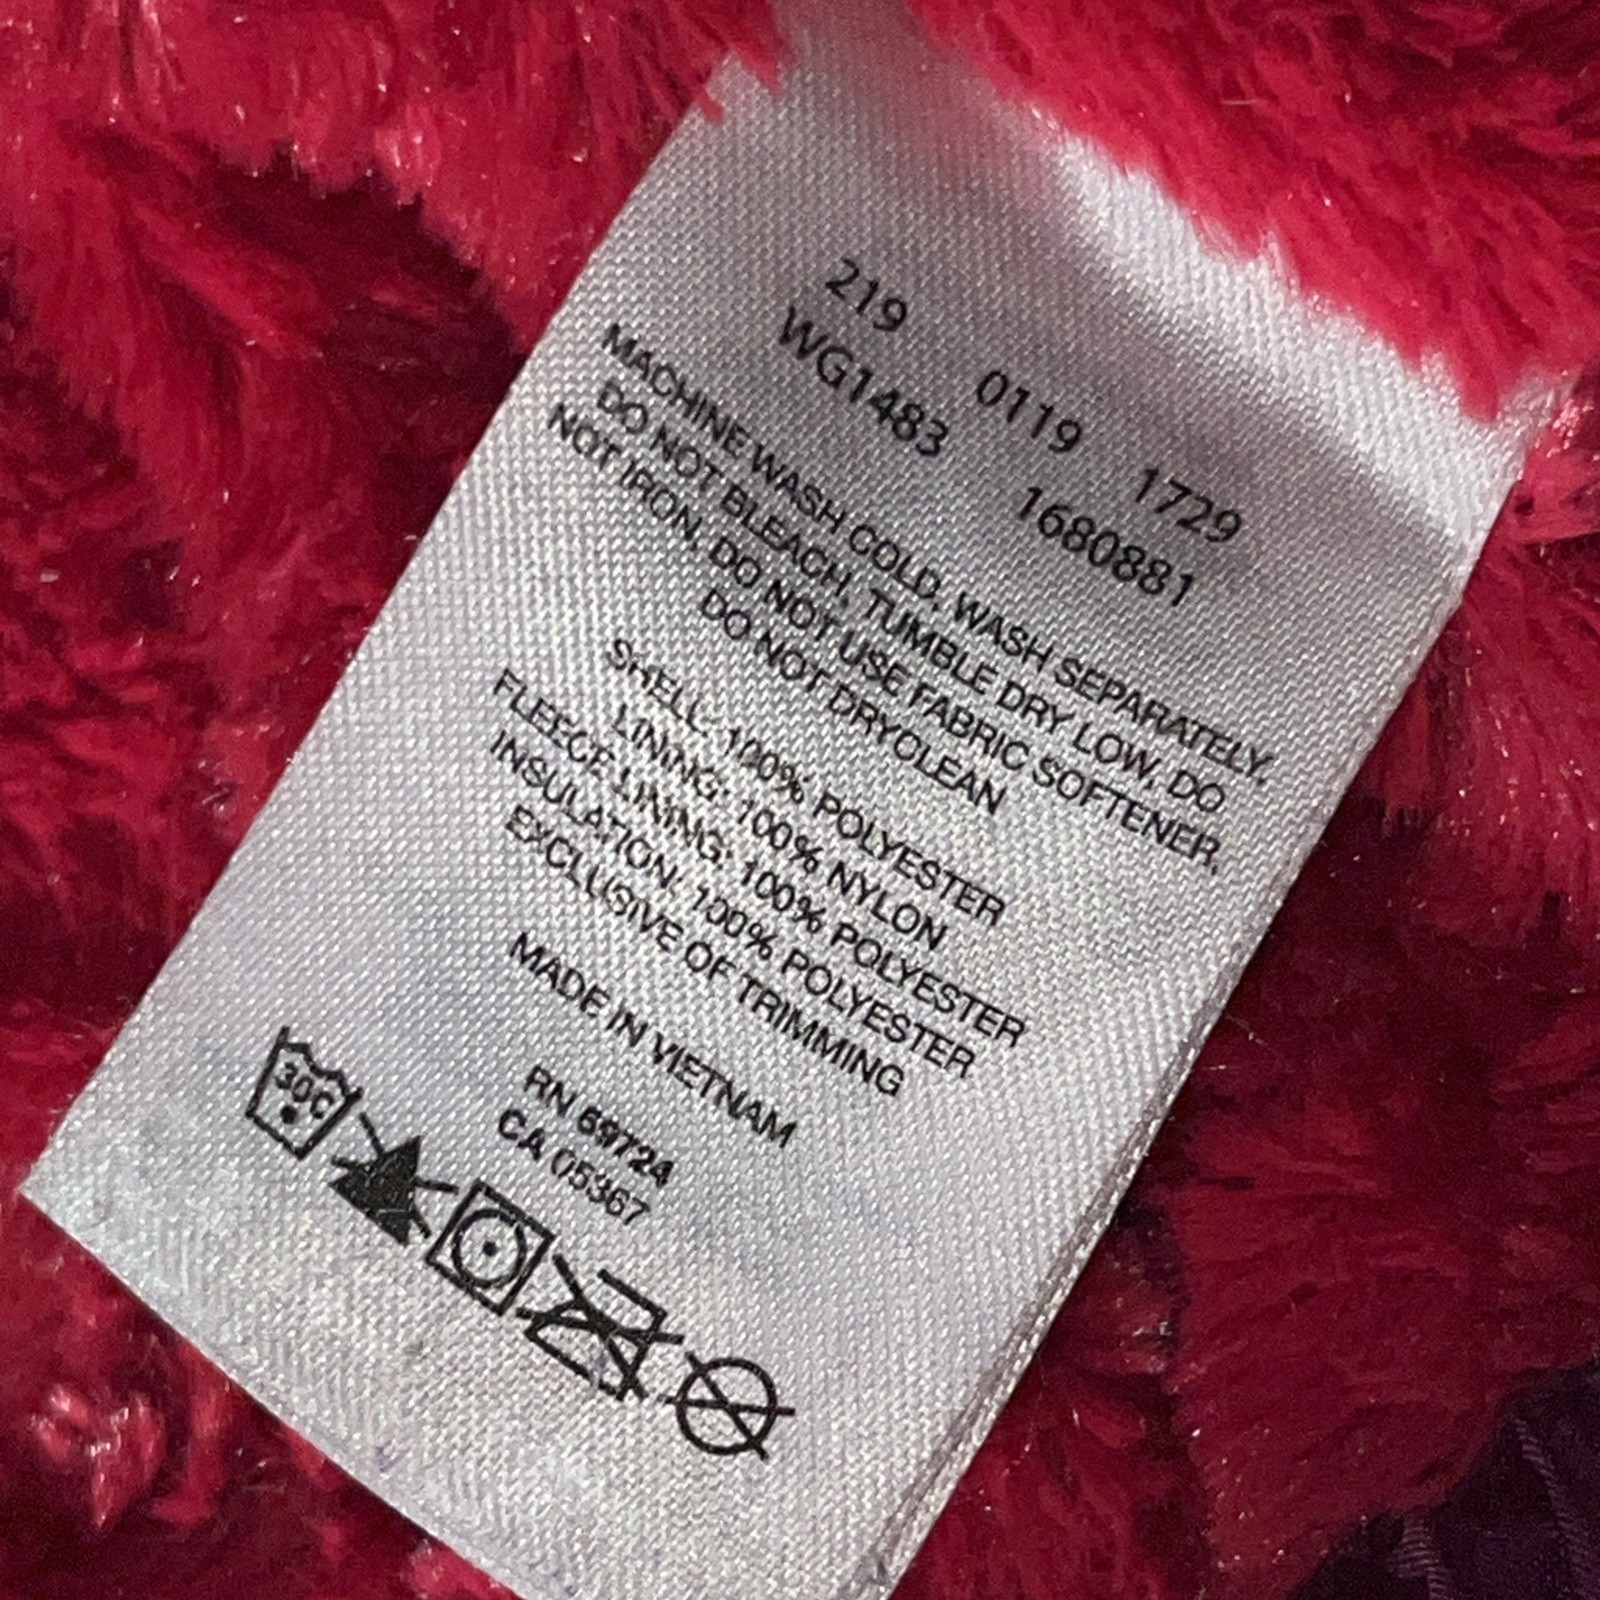 219 0119 1729
WG1483 1680881
MACHINE WASH COLD, WASH SEPARATELY.
DO NOT BLEACH, TUMBLE DRY LOW, DO
NOT IRON, DO NOT USE FABRIC SOFTENER,
DO NOT DRYCLEAN
SHELL: 100% POLYESTER
LINING: 100% NYLON
FLEECE LINING: 100% POLYESTER
INSULATION: 100% POLYESTER
EXCLUSIVE OF TRIMMING
MADE IN VIETNAM
RN 69724
CA 05367
30C